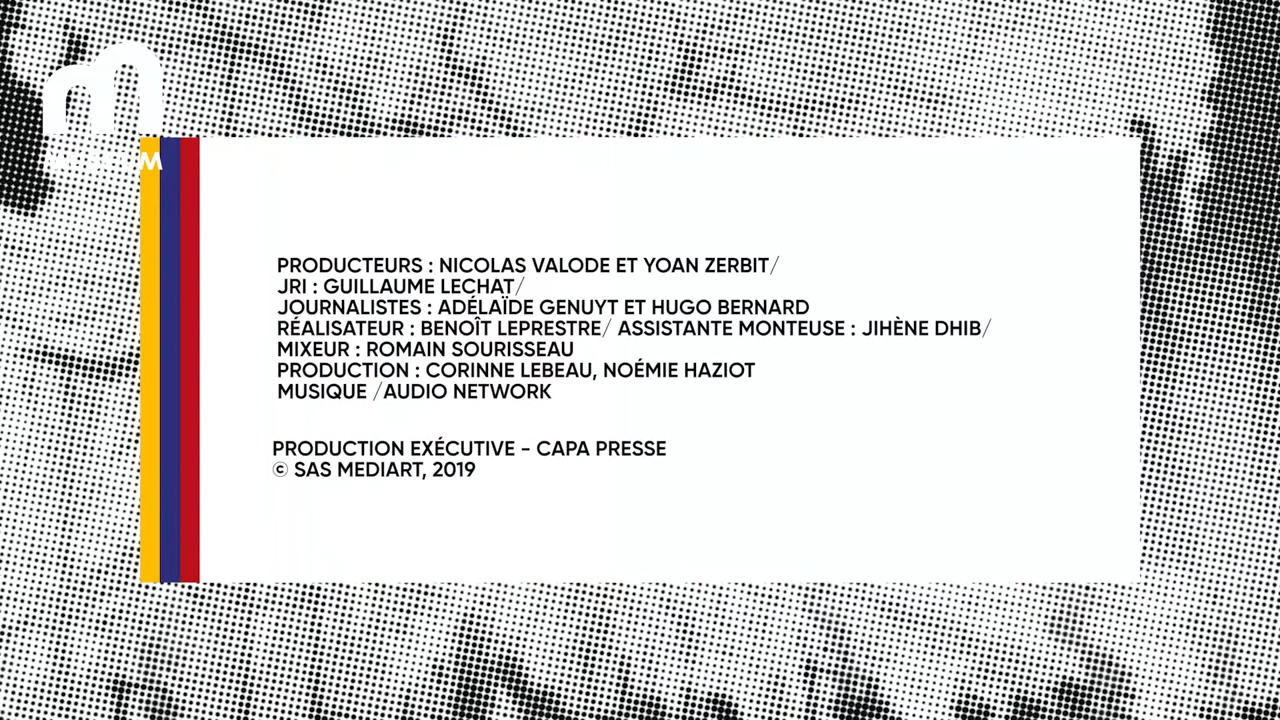 MUSEUM
PRODUCTEURS : NICOLAS VALODE ET YOAN ZERBIT/
JRI : GUILLAUME LECHAT/
JOURNALISTES : ADÉLAÏDE GENUYT ET HUGO BERNARD
RÉALISATEUR : BENOÎT LEPRESTRE/ ASSISTANTE MONTEUSE : JIHÈNE DHIB/
MIXEUR : ROMAIN SOURISSEAU
PRODUCTION : CORINNE LEBEAU, NOÉMIE HAZIOT
MUSIQUE /AUDIO NETWORK
PRODUCTION EXÉCUTIVE - CAPA PRESSE
© SAS MEDIART, 2019